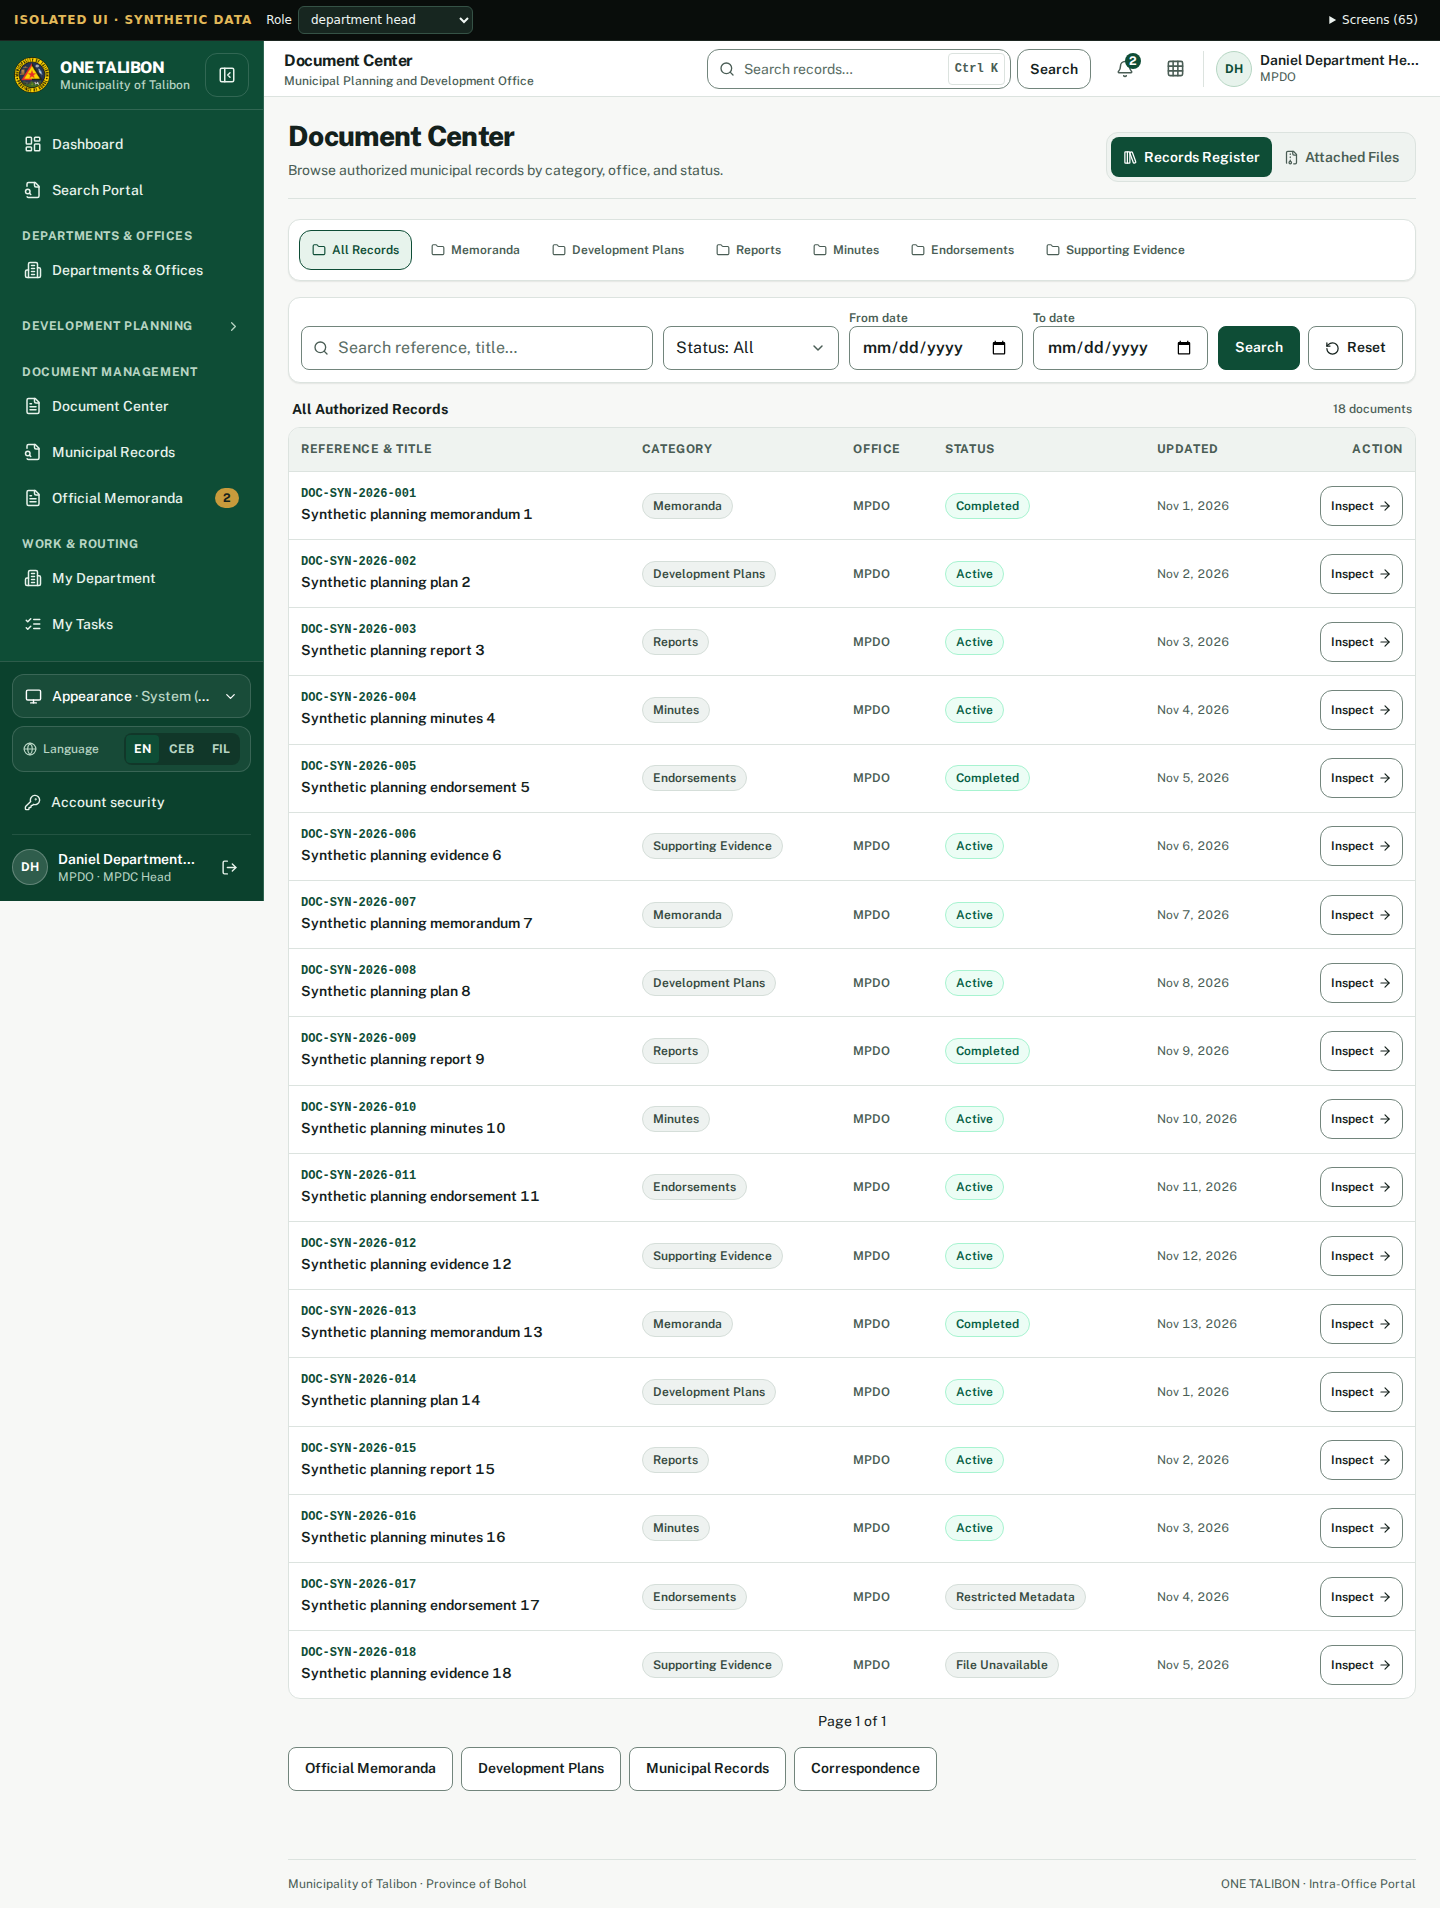 ISOLATED UI · SYNTHETIC DATA Role department head Screens (65)
ONE TALIBON
Municipality of Talibon
Dashboard
Search Portal
DEPARTMENTS & OFFICES
Departments & Offices
DEVELOPMENT PLANNING
DOCUMENT MANAGEMENT
Document Center
Municipal Records
Official Memoranda 2
WORK & ROUTING
My Department
My Tasks
Appearance · System (...
Language EN CEB FIL
Account security
DH Daniel Department...
MPDO · MPDC Head
Document Center
Municipal Planning and Development Office
Search records... Ctrl K Search 2 DH Daniel Department He...
MPDO
Document Center
Browse authorized municipal records by category, office, and status.
Records Register Attached Files
All Records Memoranda Development Plans Reports Minutes Endorsements Supporting Evidence
From date To date
Search reference, title... Status: All mm/dd/yyyy mm/dd/yyyy Search Reset
All Authorized Records 18 documents
REFERENCE & TITLE CATEGORY OFFICE STATUS UPDATED ACTION
DOC-SYN-2026-001
Synthetic planning memorandum 1 Memoranda MPDO Completed Nov 1, 2026 Inspect
DOC-SYN-2026-002
Synthetic planning plan 2 Development Plans MPDO Active Nov 2, 2026 Inspect
DOC-SYN-2026-003
Synthetic planning report 3 Reports MPDO Active Nov 3, 2026 Inspect
DOC-SYN-2026-004
Synthetic planning minutes 4 Minutes MPDO Active Nov 4, 2026 Inspect
DOC-SYN-2026-005
Synthetic planning endorsement 5 Endorsements MPDO Completed Nov 5, 2026 Inspect
DOC-SYN-2026-006
Synthetic planning evidence 6 Supporting Evidence MPDO Active Nov 6, 2026 Inspect
DOC-SYN-2026-007
Synthetic planning memorandum 7 Memoranda MPDO Active Nov 7, 2026 Inspect
DOC-SYN-2026-008
Synthetic planning plan 8 Development Plans MPDO Active Nov 8, 2026 Inspect
DOC-SYN-2026-009
Synthetic planning report 9 Reports MPDO Completed Nov 9, 2026 Inspect
DOC-SYN-2026-010
Synthetic planning minutes 10 Minutes MPDO Active Nov 10, 2026 Inspect
DOC-SYN-2026-011
Synthetic planning endorsement 11 Endorsements MPDO Active Nov 11, 2026 Inspect
DOC-SYN-2026-012
Synthetic planning evidence 12 Supporting Evidence MPDO Active Nov 12, 2026 Inspect
DOC-SYN-2026-013
Synthetic planning memorandum 13 Memoranda MPDO Completed Nov 13, 2026 Inspect
DOC-SYN-2026-014
Synthetic planning plan 14 Development Plans MPDO Active Nov 1, 2026 Inspect
DOC-SYN-2026-015
Synthetic planning report 15 Reports MPDO Active Nov 2, 2026 Inspect
DOC-SYN-2026-016
Synthetic planning minutes 16 Minutes MPDO Active Nov 3, 2026 Inspect
DOC-SYN-2026-017
Synthetic planning endorsement 17 Endorsements MPDO Restricted Metadata Nov 4, 2026 Inspect
DOC-SYN-2026-018
Synthetic planning evidence 18 Supporting Evidence MPDO File Unavailable Nov 5, 2026 Inspect
Page 1 of 1
Official Memoranda Development Plans Municipal Records Correspondence
Municipality of Talibon · Province of Bohol ONE TALIBON · Intra-Office Portal